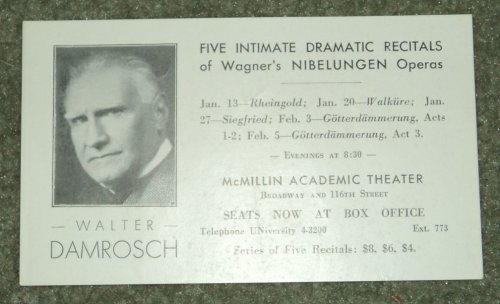 FIVE INTIMATE DRAMATIC RECITALS
of Wagner's NIBELUNGEN Operas
Jan. 13—Rheingold; Jan. 20—Walküre; Jan.
27—Siegfried; Feb. 3—Götterdämmerung, Acts
1-2; Feb. 5—Götterdämmerung, Act 3.
— EVENINGS AT 8:30 —
McMILLIN ACADEMIC THEATER
BROADWAY AND 116TH STREET
SEATS NOW AT BOX OFFICE
Telephone UNiversity 4-3200 Ext. 773
Series of Five Recitals: $8, $6, $4.
— WALTER —
DAMROSCH